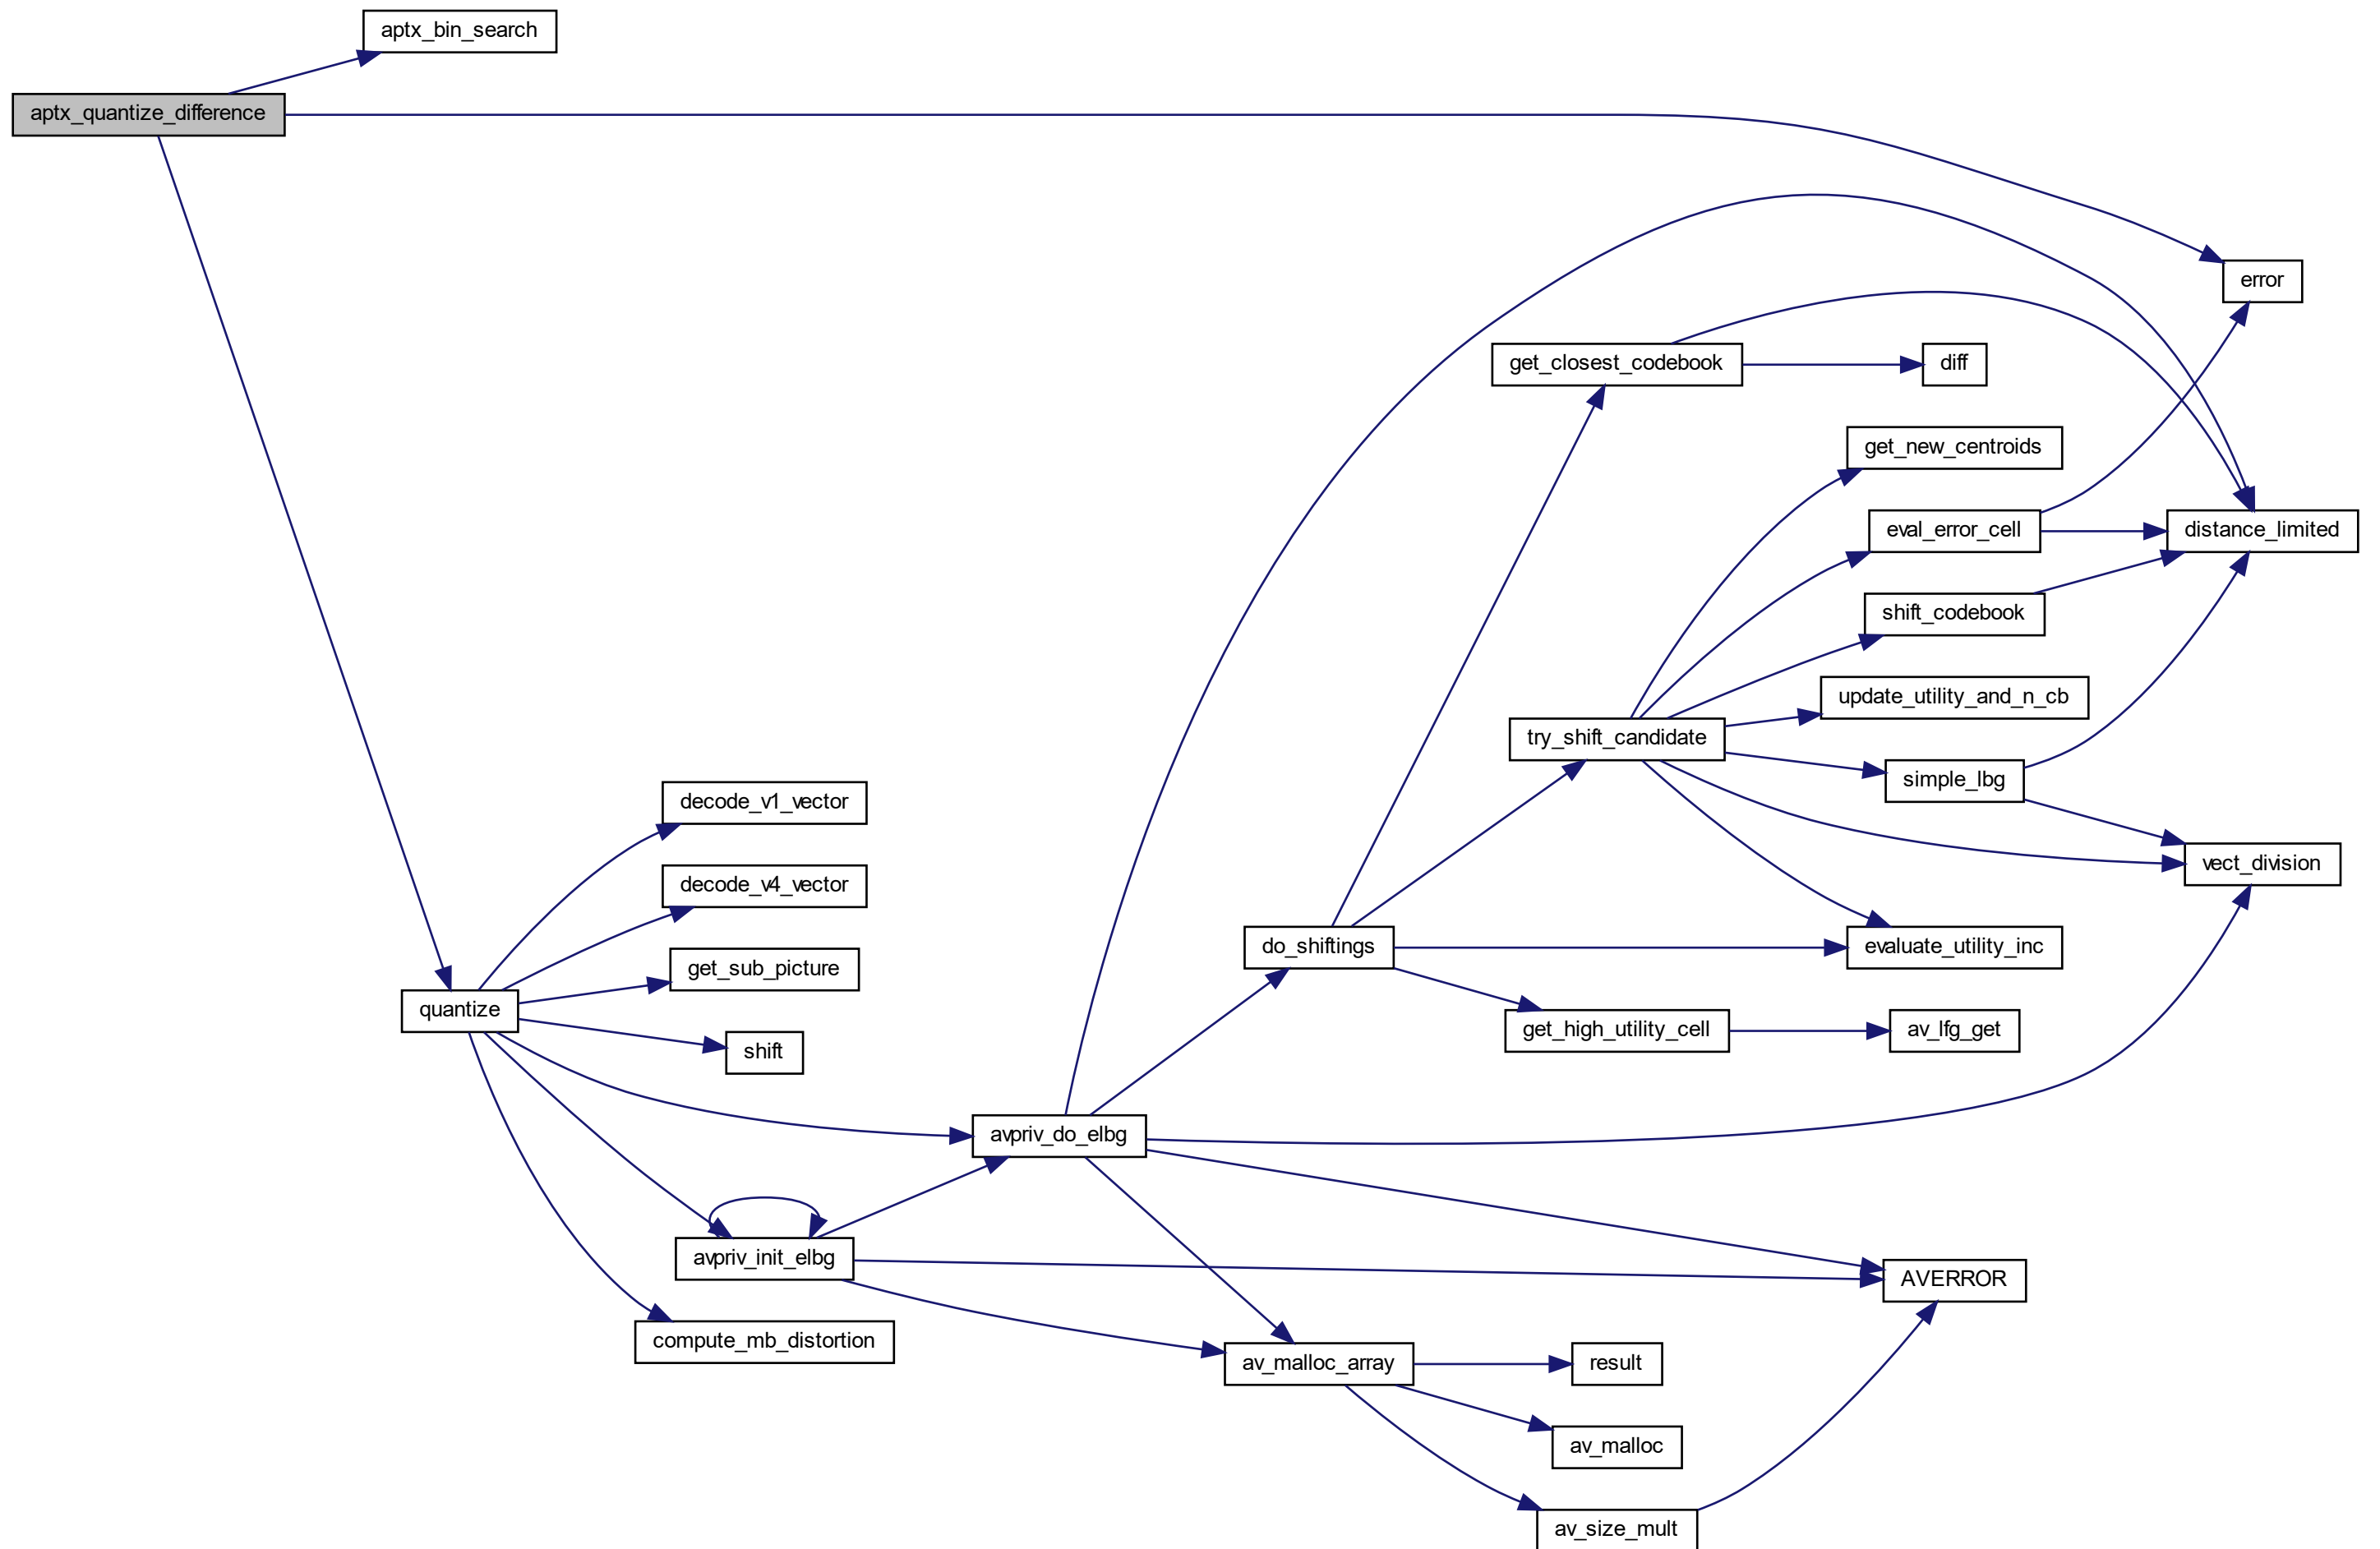 aptx_bin_search
aptx_quantize_difference
error
get_closest_codebook
diff
get_new_centroids
eval_error_cell
distance_limited
shift_codebook
update_utility_and_n_cb
try_shift_candidate
simple_lbg
decode_v1_vector
vect_division
decode_v4_vector
do_shiftings
evaluate_utility_inc
get_sub_picture
quantize
get_high_utility_cell
av_lfg_get
shift
avpriv_do_elbg
avpriv_init_elbg
AVERROR
compute_mb_distortion
av_malloc_array
result
av_malloc
av_size_mult